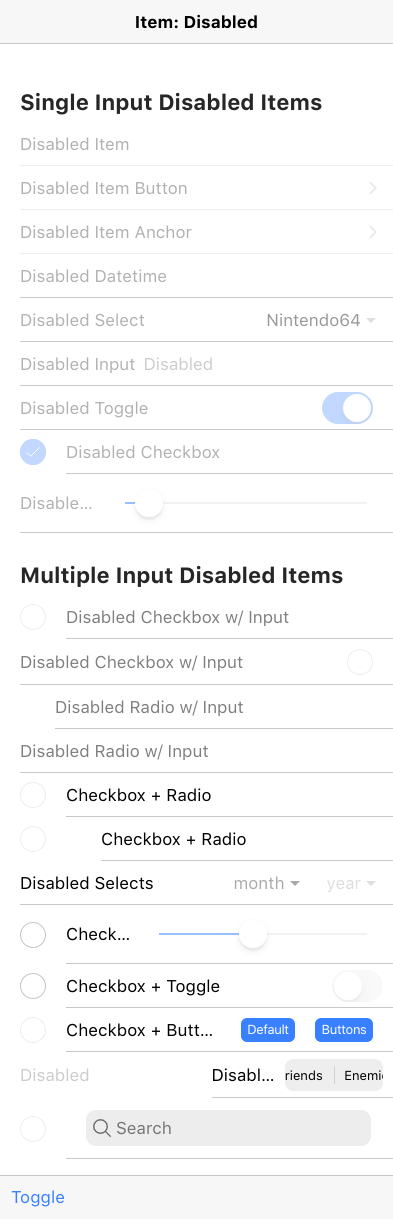 Item: Disabled
Single Input Disabled Items
Disabled Item
Disabled Item Button
Disabled Item Anchor
Disabled Datetime
Disabled Select Nintendo64
Disabled Input Disabled
Disabled Toggle
Disabled Checkbox
Disable...
Multiple Input Disabled Items
Disabled Checkbox w/ Input
Disabled Checkbox w/ Input
Disabled Radio w/ Input
Disabled Radio w/ Input
Checkbox + Radio
Checkbox + Radio
Disabled Selects month year
Check...
Checkbox + Toggle
Checkbox + Butt... Default Buttons
Disabled Disabl... riends Enemi
Search
Toggle